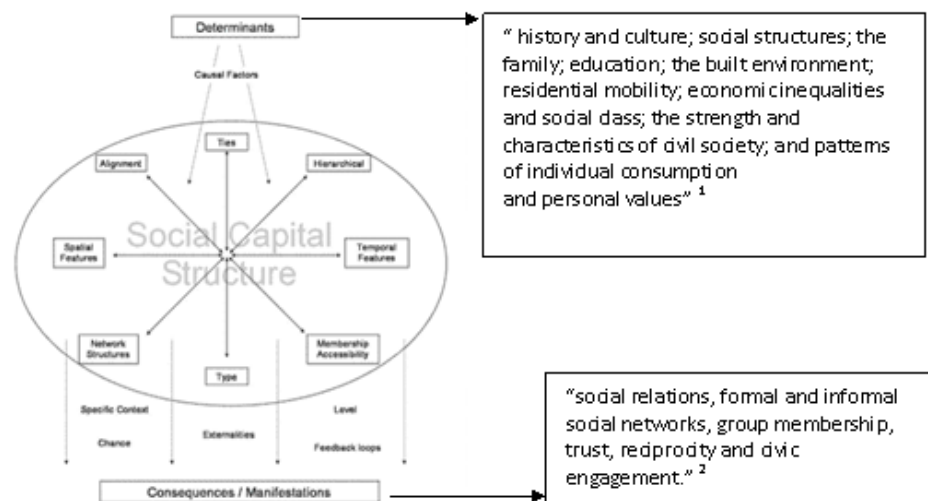 Determinants
Causal Factors
“ history and culture; social structures; the
family; education; the built environment;
residential mobility; economic inequalities
and social class; the strength and
characteristics of civil society; and patterns
of individual consumption
and personal values” 1
Ties
Alignment
Hierarchical
Social Capital
Structure
Spatial
Features
Temporal
Features
Network
Structures
Membership
Accessibility
Type
Specific Context
Level
Chance
Externalities
Feedback loops
Consequences / Manifestations
“social relations, formal and informal
social networks, group membership,
trust, reciprocity and civic
engagement.” 2